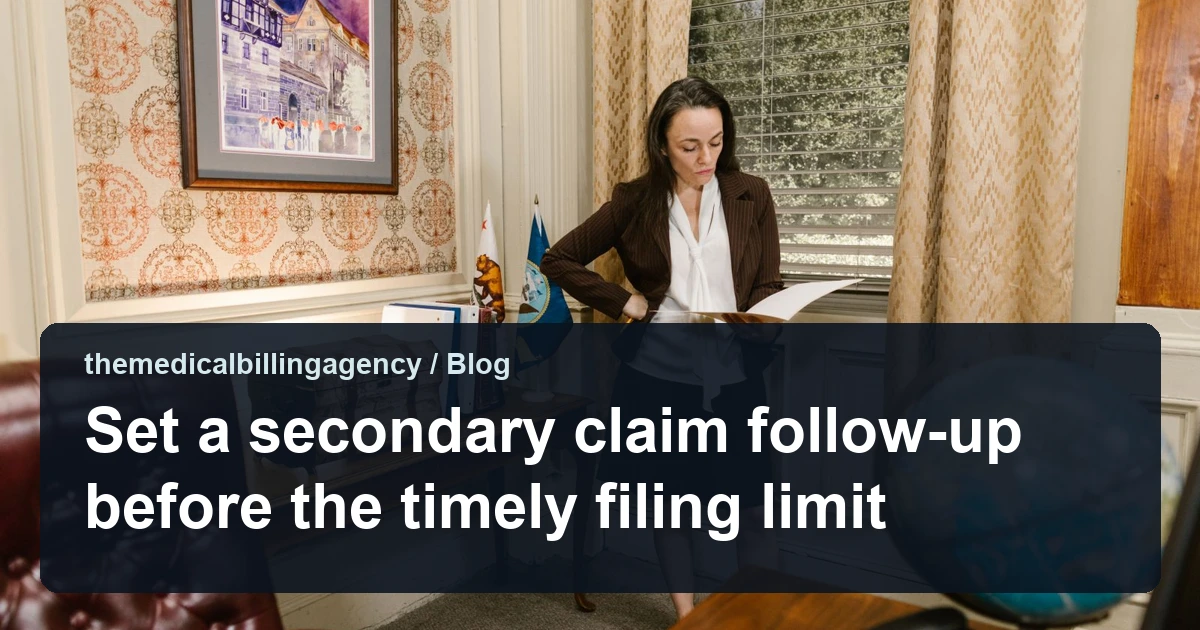 themedicalbillingagency / Blog
Set a secondary claim follow-up
before the timely filing limit